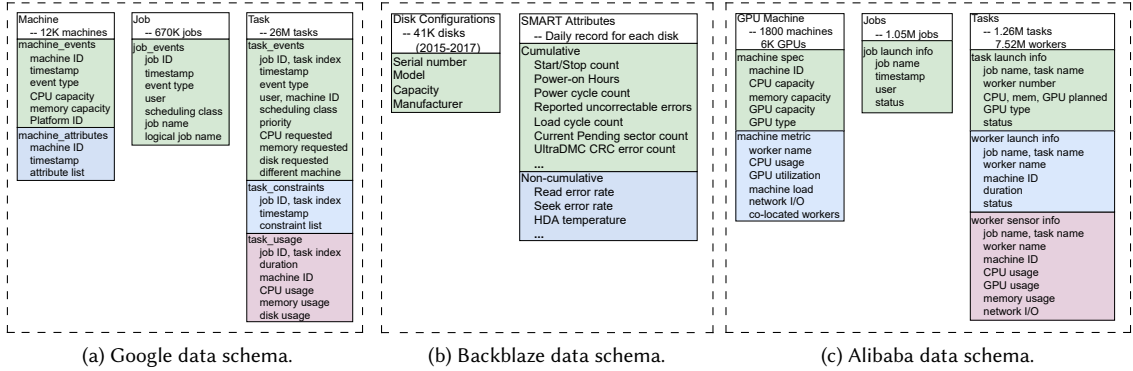 Machine
-- 12K machines
machine_events
machine ID
timestamp
event type
CPU capacity
memory capacity
Platform ID
machine_attributes
machine ID
timestamp
attribute list
Job
-- 670K jobs
job_events
job ID
timestamp
event type
user
scheduling class
job name
logical job name
Task
-- 26M tasks
task_events
job ID, task index
timestamp
event type
user, machine ID
scheduling class
priority
CPU requested
memory requested
disk requested
different machine
task_constraints
job ID, task index
timestamp
constraint list
task_usage
job ID, task index
duration
machine ID
CPU usage
memory usage
disk usage
(a) Google data schema.
Disk Configurations
-- 41K disks
(2015-2017)
Serial number
Model
Capacity
Manufacturer
SMART Attributes
-- Daily record for each disk
Cumulative
Start/Stop count
Power-on Hours
Power cycle count
Reported uncorrectable errors
Load cycle count
Current Pending sector count
UltraDMC CRC error count
...
Non-cumulative
Read error rate
Seek error rate
HDA temperature
...
(b) Backblaze data schema.
GPU Machine
-- 1800 machines
6K GPUs
machine spec
machine ID
CPU capacity
memory capacity
GPU capacity
GPU type
machine metric
worker name
CPU usage
GPU utilization
machine load
network I/O
co-located workers
Jobs
-- 1.05M jobs
job launch info
job name
timestamp
user
status
Tasks
-- 1.26M tasks
7.52M workers
task launch info
job name, task name
worker number
CPU, mem, GPU planned
GPU type
status
worker launch info
job name, task name
worker name
machine ID
duration
status
worker sensor info
job name, task name
worker name
machine ID
CPU usage
GPU usage
memory usage
network I/O
(c) Alibaba data schema.